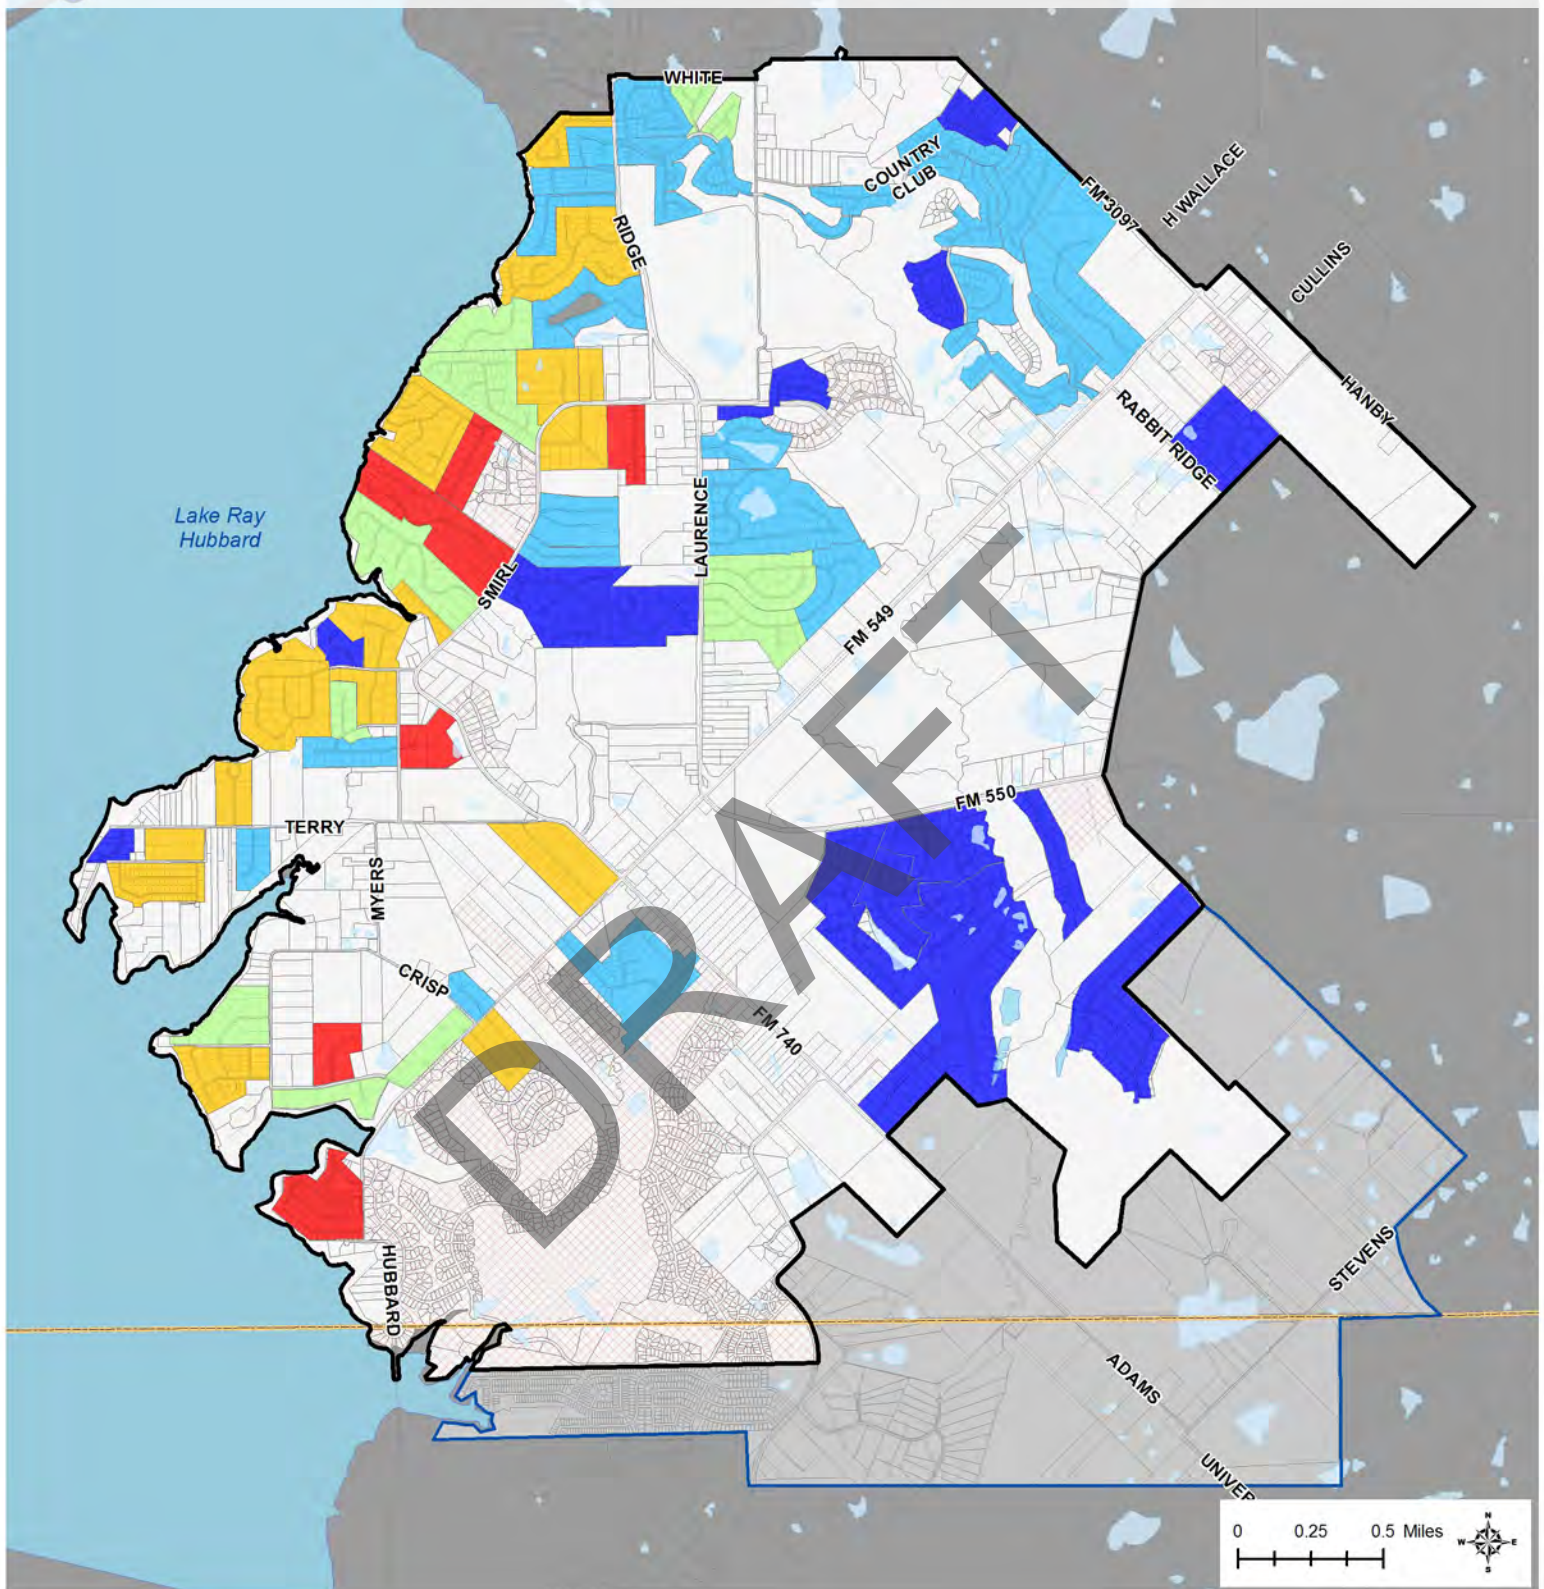 WHITE
COUNTRY
CLUB
FM 3097
H WALLACE
RIDGE
CULLINS
HANBY
RABBIT RIDGE
Lake Ray
Hubbard
LAURENCE
SMIRL
FM 549
FM 550
TERRY
MYERS
CRISP
FM 740
DRAFT
HUBBARD
STEVENS
ADAMS
UNIVER
0 0.25 0.5 Miles
N
W E
S